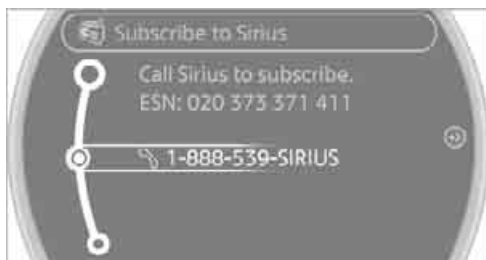 Subscribe to Sirius
Call Sirius to subscribe.
ESN: 020 373 371 411
1-888-539-SIRIUS